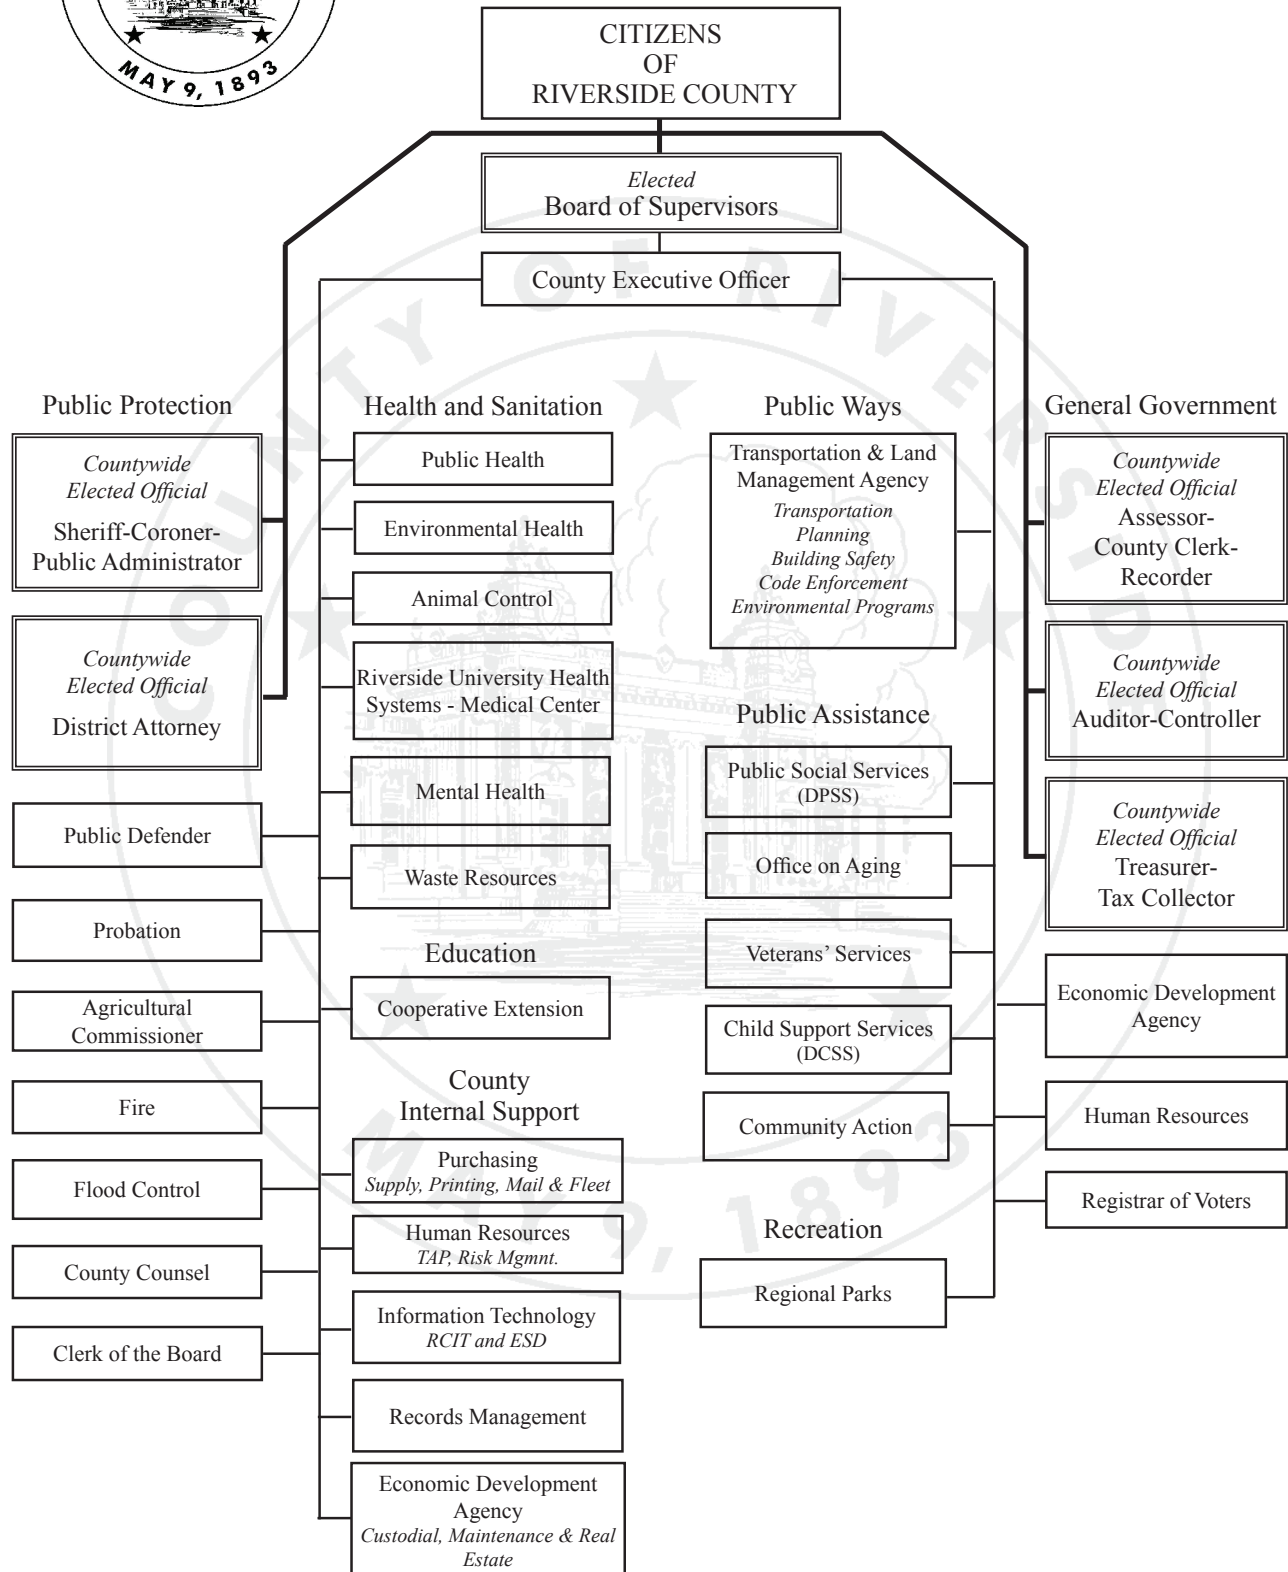 MAY 9, 1893
CITIZENS
OF
RIVERSIDE COUNTY
Elected
Board of Supervisors
County Executive Officer
COUNTY OF RIVERSIDE
MAY 9, 1893
Public Protection
Countywide
Elected Official
Sheriff-Coroner-
Public Administrator
Countywide
Elected Official
District Attorney
Public Defender
Probation
Agricultural
Commissioner
Fire
Flood Control
County Counsel
Clerk of the Board
Health and Sanitation
Public Health
Environmental Health
Animal Control
Riverside University Health
Systems - Medical Center
Mental Health
Waste Resources
Education
Cooperative Extension
County
Internal Support
Purchasing
Supply, Printing, Mail & Fleet
Human Resources
TAP, Risk Mgmnt.
Information Technology
RCIT and ESD
Records Management
Economic Development
Agency
Custodial, Maintenance & Real
Estate
Public Ways
Transportation & Land
Management Agency
Transportation
Planning
Building Safety
Code Enforcement
Environmental Programs
Public Assistance
Public Social Services
(DPSS)
Office on Aging
Veterans’ Services
Child Support Services
(DCSS)
Community Action
Recreation
Regional Parks
General Government
Countywide
Elected Official
Assessor-
County Clerk-
Recorder
Countywide
Elected Official
Auditor-Controller
Countywide
Elected Official
Treasurer-
Tax Collector
Economic Development
Agency
Human Resources
Registrar of Voters